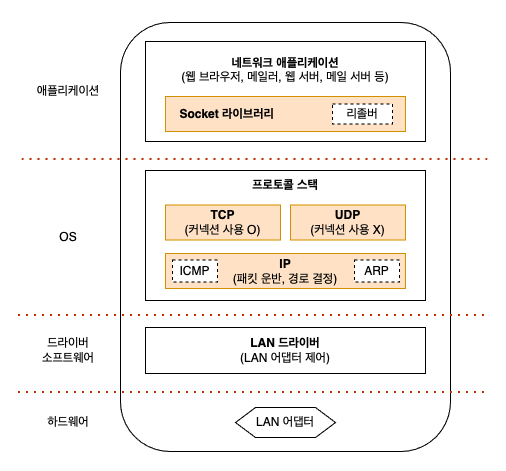 네트워크 애플리케이션
(웹 브라우저, 메일러, 웹 서버, 메일 서버 등)
애플리케이션
Socket 라이브러리
리졸버
프로토콜 스택
TCP
(커넥션 사용 O)
UDP
(커넥션 사용 X)
OS
IP
(패킷 운반, 경로 결정)
ICMP
ARP
드라이버
소프트웨어
LAN 드라이버
(LAN 어댑터 제어)
하드웨어
LAN 어댑터